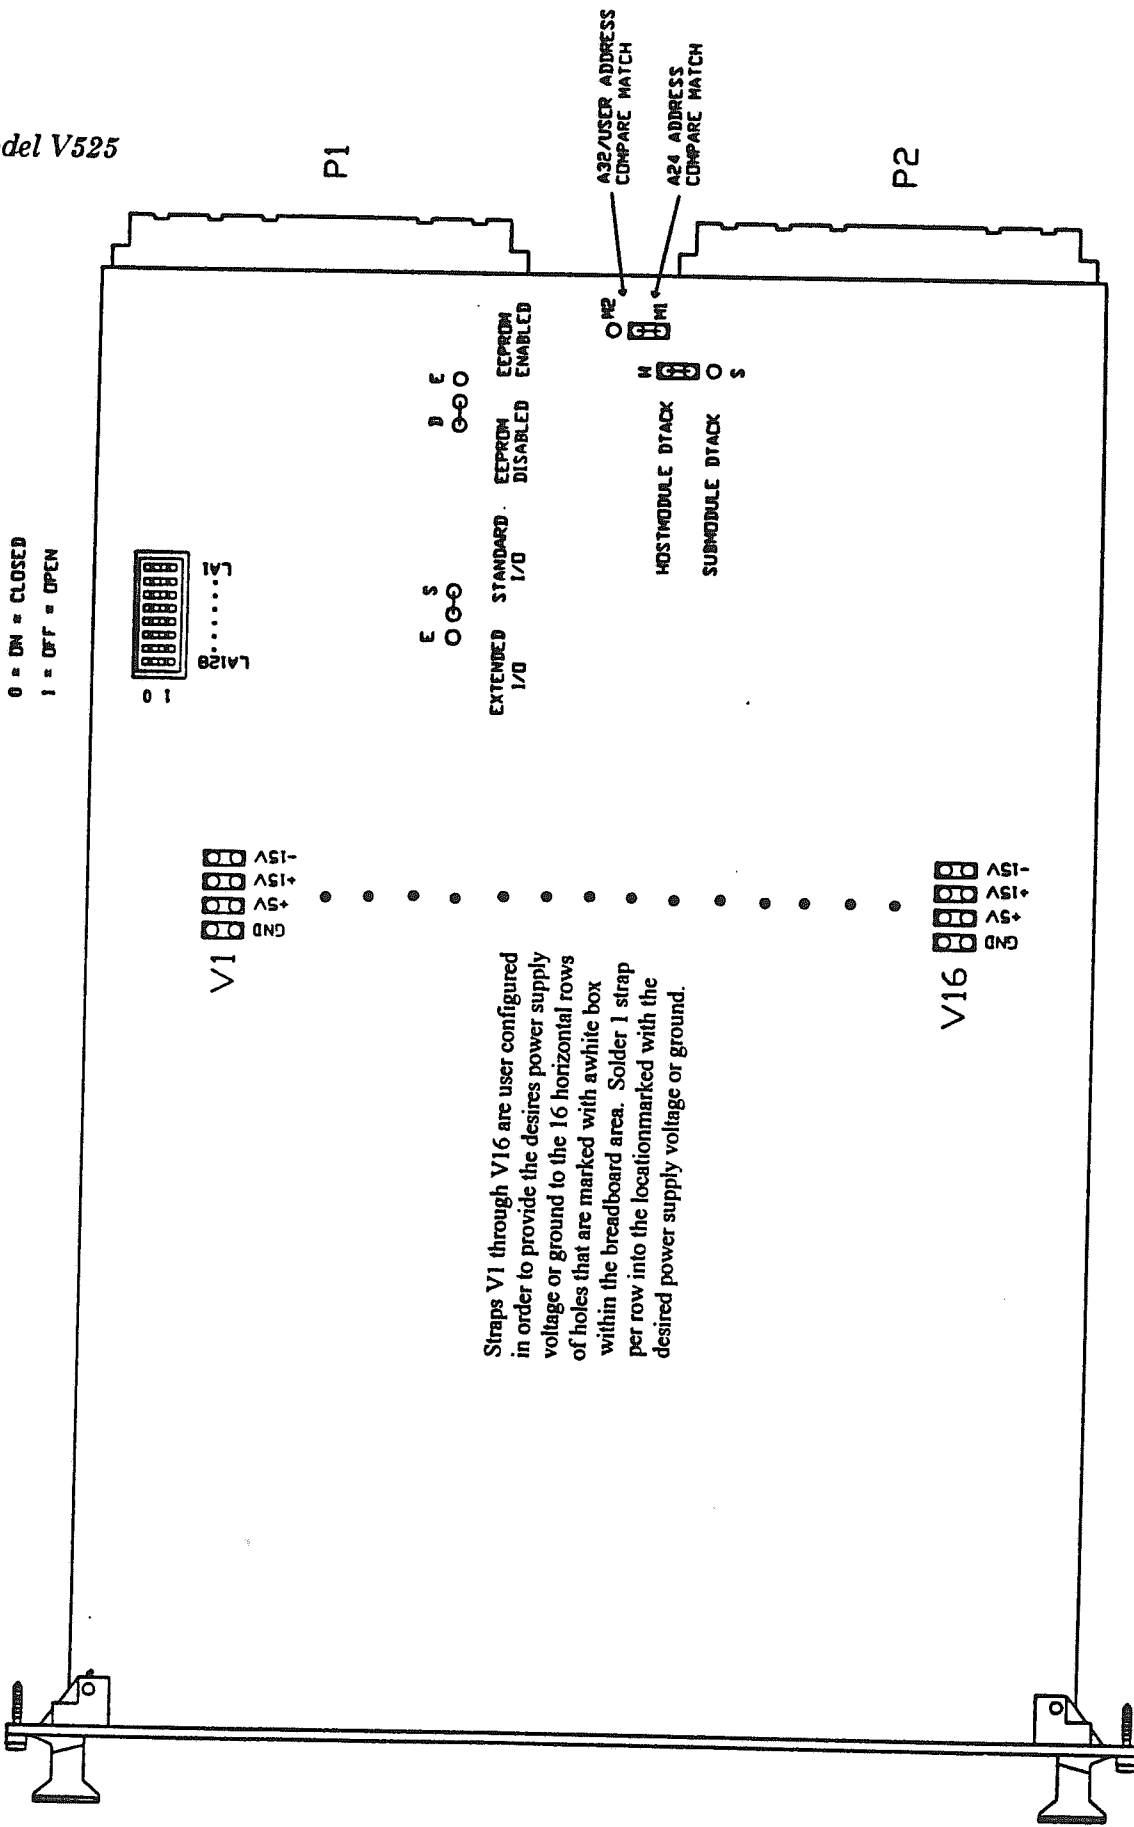 del V525
0 = ON = CLOSED
1 = OFF = OPEN
P1
1 0
LA128 ...... LA1
E S
EXTENDED I/O
STANDARD I/O
D E
EEPROM DISABLED
EEPROM ENABLED
A32/USER ADDRESS
COMPARE MATCH
A24 ADDRESS
COMPARE MATCH
M2
M1
S
HOSTMODULE DTACK
SUBMODULE DTACK
P2
V1
GND
+5V
+15V
-15V
Straps V1 through V16 are user configured
in order to provide the desires power supply
voltage or ground to the 16 horizontal rows
of holes that are marked with awhite box
within the breadboard area. Solder 1 strap
per row into the locationmarked with the
desired power supply voltage or ground.
V16
GND
+5V
+15V
-15V